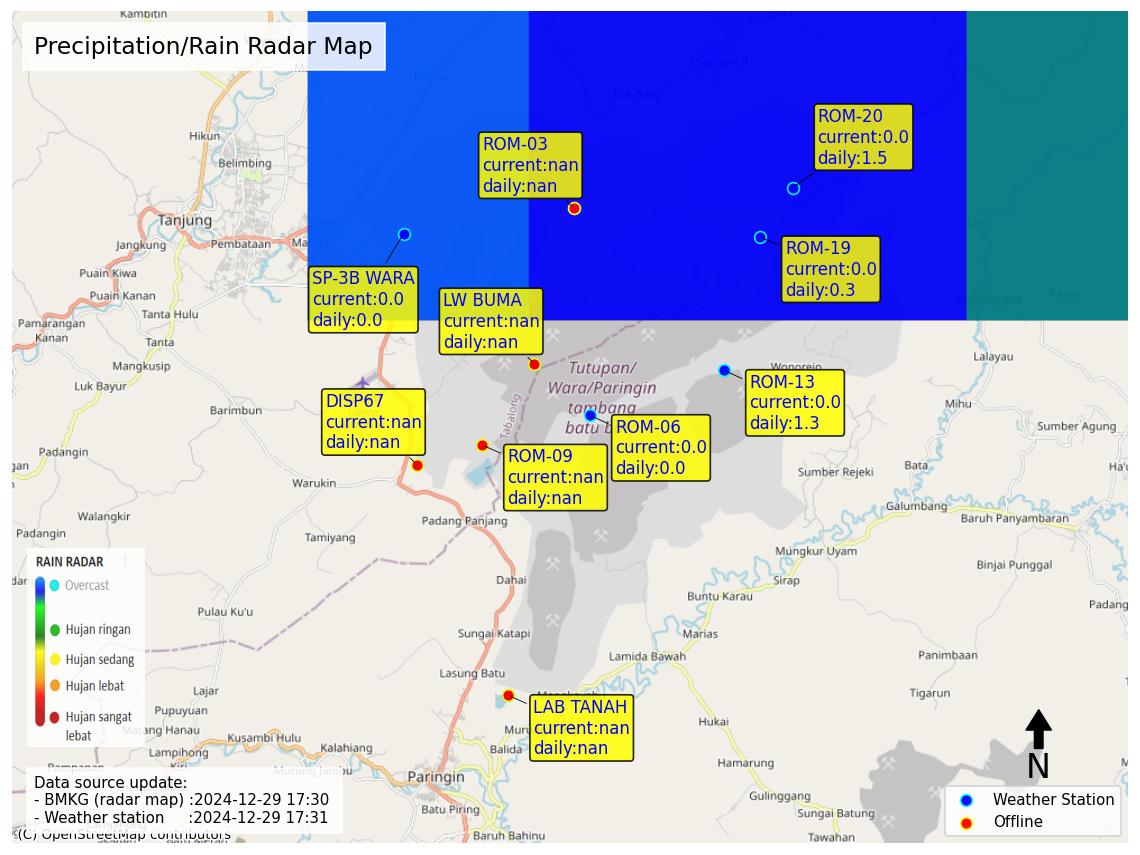 Kambitin
Precipitation/Rain Radar Map
Hikun
Belimbing
Tanjung
Jangkung
Pembataan
Puain Kiwa
Puain Kanan
Tanta Hulu
Pamarangan
Kanan
Tanta
Mangkusip
Luk Bayur
Barimbun
Padangin
Warukin
Walangkir
Padangin
Tamiyang
Padang Panjang
Dahai
Pulau Ku'u
Sungai Katapi
Lasung Batu
Lajar
Pupuyuan
Matang Hanau
Kusambi Hulu
Lampihong
Kalahiang
Murung Jambu
Paringin
Balida
Batu Piring
Baruh Bahinu
ROM-03
current:nan
daily:nan
ROM-20
current:0.0
daily:1.5
ROM-19
current:0.0
daily:0.3
SP-3B WARA
current:0.0
daily:0.0
LW BUMA
current:nan
daily:nan
Tutupan/
Wara/Paringin
tambang
batu b
Tabalong
Wonorejo
ROM-13
current:0.0
daily:1.3
DISP67
current:nan
daily:nan
ROM-06
current:0.0
daily:0.0
ROM-09
current:nan
daily:nan
LAB TANAH
current:nan
daily:nan
Lalayau
Mihu
Sumber Agung
Bata
Sumber Rejeki
Galumbang
Baruh Panyambaran
Mungkur Uyam
Binjai Punggal
Sirap
Buntu Karau
Padang
Marias
Lamida Bawah
Panimbaan
Tigarun
Hukai
Hamarung
Gulinggang
Sungai Batung
Tawahan
RAIN RADAR
Overcast
Hujan ringan
Hujan sedang
Hujan lebat
Hujan sangat
lebat
Data source update:
- BMKG (radar map) :2024-12-29 17:30
- Weather station :2024-12-29 17:31
(C) OpenStreetMap contributors
N
Weather Station
Offline